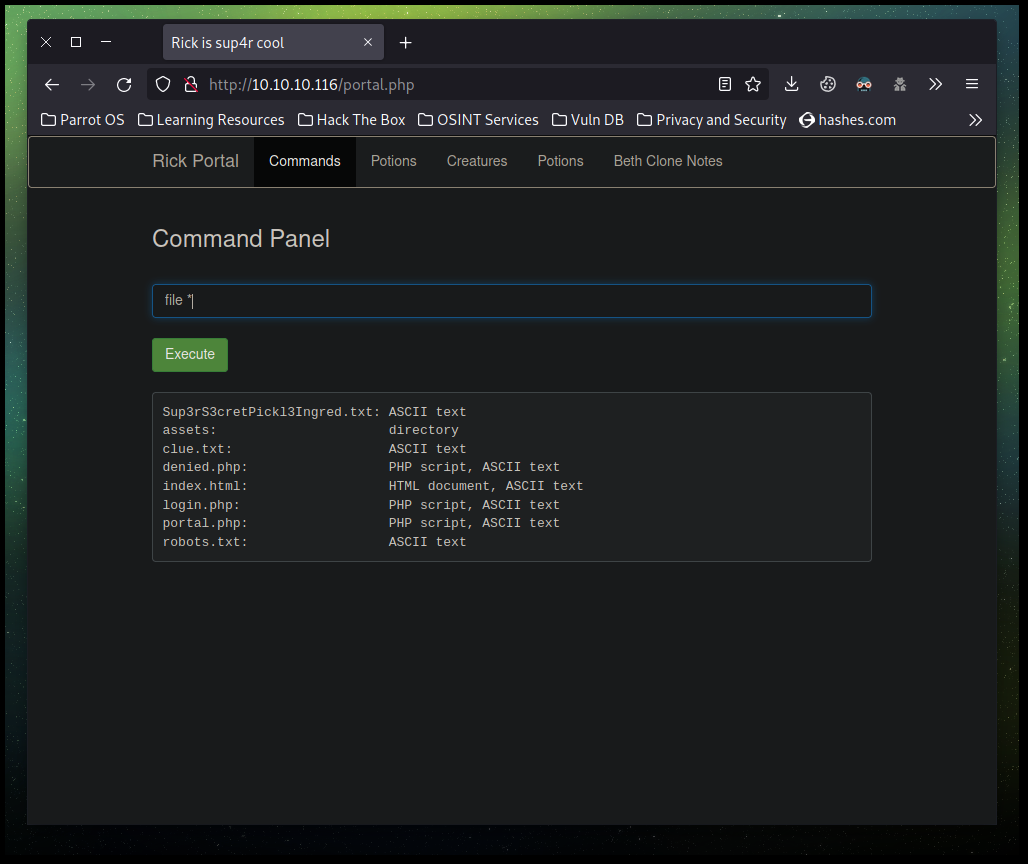 Rick is sup4r cool
http://10.10.10.116/portal.php
Parrot OS Learning Resources Hack The Box OSINT Services Vuln DB Privacy and Security hashes.com
Rick Portal Commands Potions Creatures Potions Beth Clone Notes
Command Panel
file *
Execute
Sup3rS3cretPickl3Ingred.txt: ASCII text
assets: directory
clue.txt: ASCII text
denied.php: PHP script, ASCII text
index.html: HTML document, ASCII text
login.php: PHP script, ASCII text
portal.php: PHP script, ASCII text
robots.txt: ASCII text